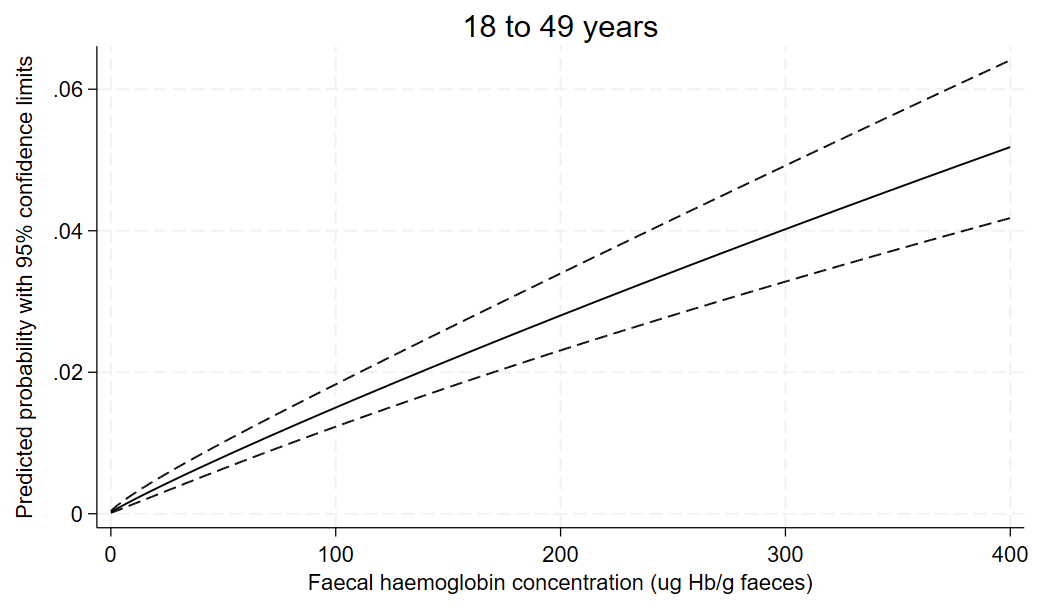 18 to 49 years
Predicted probability with 95% confidence limits
.06
.04
.02
0
0 100 200 300 400
Faecal haemoglobin concentration (ug Hb/g faeces)